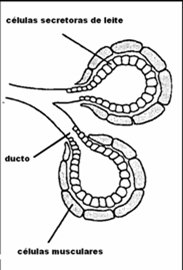 células secretoras de leite
ducto
células musculares